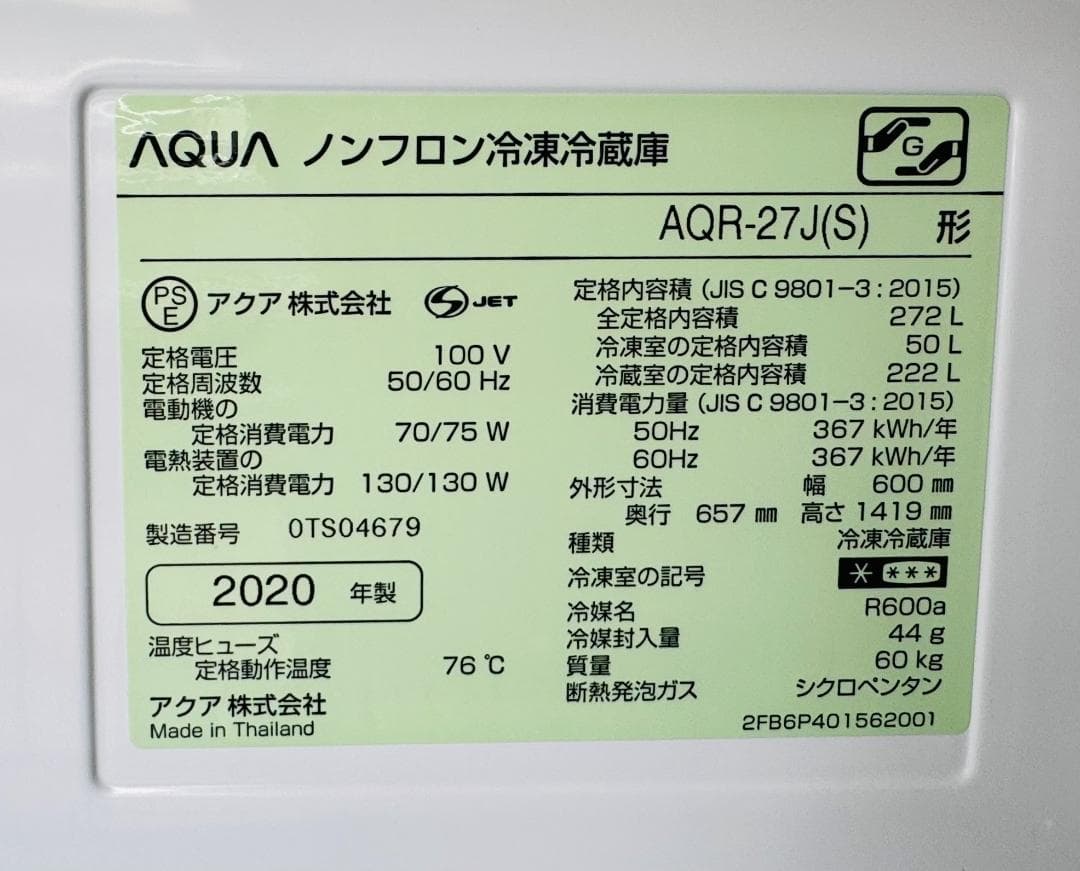 AQUA ノンフロン冷凍冷蔵庫
G
AQR-27J(S) 形
PS
E
アクア 株式会社
S JET
定格電圧 100 V
定格周波数 50/60 Hz
電動機の
定格消費電力 70/75 W
電熱装置の
定格消費電力 130/130 W
製造番号 0TS04679
2020 年製
温度ヒューズ
定格動作温度 76 ℃
アクア 株式会社
Made in Thailand
定格内容積 (JIS C 9801-3:2015)
全定格内容積 272 L
冷凍室の定格内容積 50 L
冷蔵室の定格内容積 222 L
消費電力量 (JIS C 9801-3:2015)
50Hz 367 kWh/年
60Hz 367 kWh/年
外形寸法 幅 600 ㎜
奥行 657 ㎜ 高さ 1419 ㎜
種類 冷凍冷蔵庫
冷凍室の記号 * ***
冷媒名 R600a
冷媒封入量 44 g
質量 60 kg
断熱発泡ガス シクロペンタン
2FB6P401562001